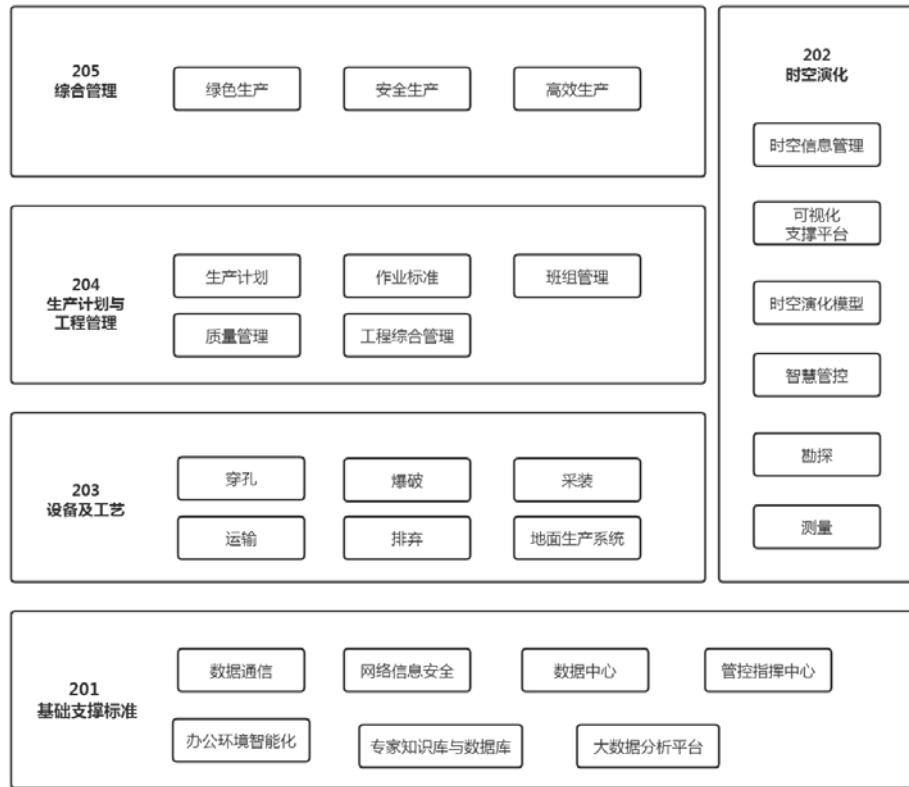 205
综合管理
绿色生产
安全生产
高效生产
204
生产计划与
工程管理
生产计划
作业标准
班组管理
质量管理
工程综合管理
203
设备及工艺
穿孔
爆破
采装
运输
排弃
地面生产系统
202
时空演化
时空信息管理
可视化
支撑平台
时空演化模型
智慧管控
勘探
测量
201
基础支撑标准
数据通信
网络信息安全
数据中心
管控指挥中心
办公环境智能化
专家知识库与数据库
大数据分析平台